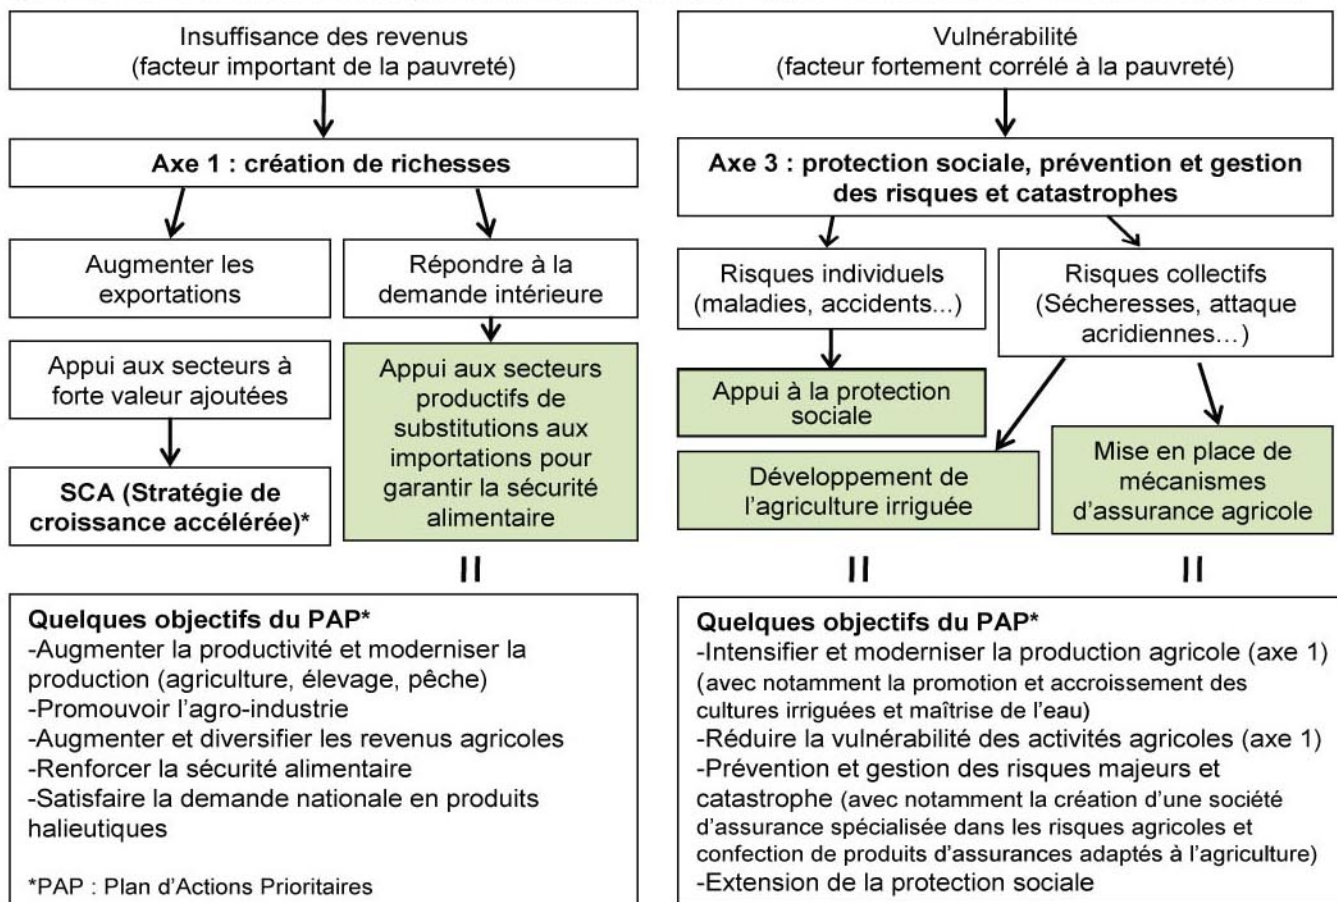 Insuffisance des revenus
(facteur important de la pauvreté)
Axe 1 : création de richesses
Augmenter les
exportations
Répondre à la
demande intérieure
Appui aux secteurs à
forte valeur ajoutées
SCA (Stratégie de
croissance accélérée)*
Appui aux secteurs
productifs de
substitutions aux
importations pour
garantir la sécurité
alimentaire
Quelques objectifs du PAP*
-Augmenter la productivité et moderniser la
production (agriculture, élevage, pêche)
-Promouvoir l'agro-industrie
-Augmenter et diversifier les revenus agricoles
-Renforcer la sécurité alimentaire
-Satisfaire la demande nationale en produits
halieutiques
*PAP : Plan d'Actions Prioritaires
Vulnérabilité
(facteur fortement corrélé à la pauvreté)
Axe 3 : protection sociale, prévention et gestion
des risques et catastrophes
Risques individuels
(maladies, accidents...)
Risques collectifs
(Sécheresses, attaque
acridiennes...)
Appui à la protection
sociale
Développement de
l'agriculture irriguée
Mise en place de
mécanismes
d'assurance agricole
Quelques objectifs du PAP*
-Intensifier et moderniser la production agricole (axe 1)
(avec notamment la promotion et accroissement des
cultures irriguées et maîtrise de l'eau)
-Réduire la vulnérabilité des activités agricoles (axe 1)
-Prévention et gestion des risques majeurs et
catastrophe (avec notamment la création d'une société
d'assurance spécialisée dans les risques agricoles et
confection de produits d'assurances adaptés à l'agriculture)
-Extension de la protection sociale